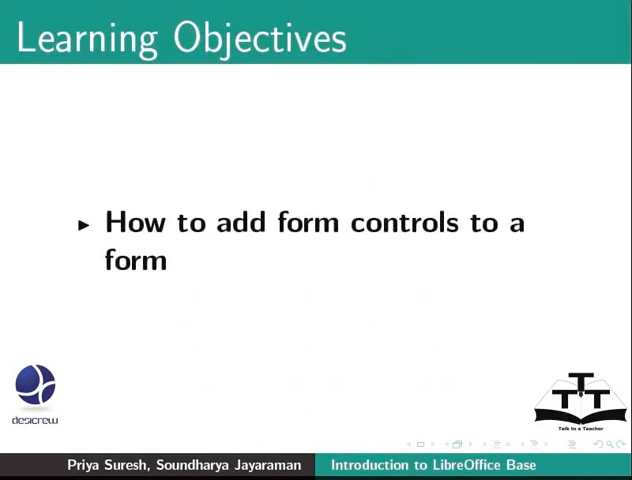 Learning Objectives
How to add form controls to a
form
desicrew
T
T T
Talk to a Teacher
Priya Suresh, Soundharya Jayaraman
Introduction to LibreOffice Base